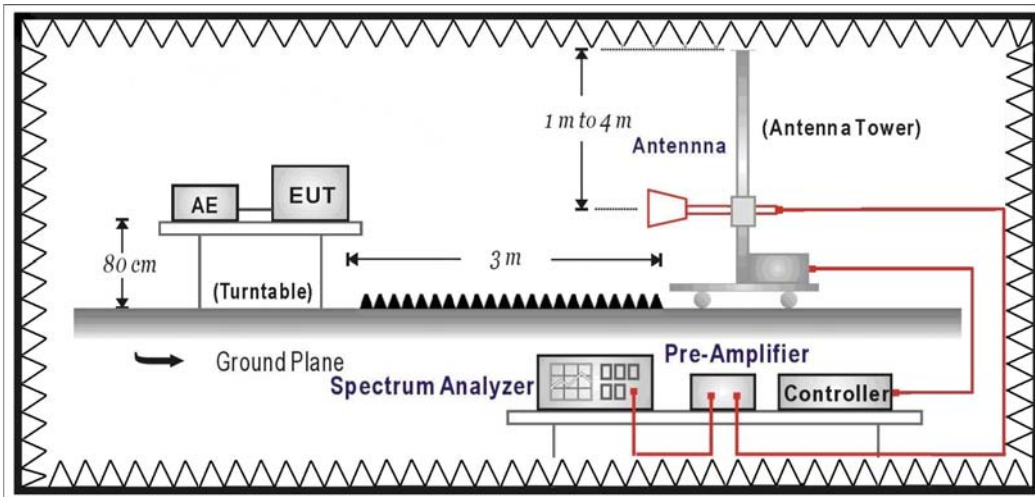 1 m to 4 m
(Antenna Tower)
Antennna
AE
EUT
80 cm
3 m
(Turntable)
Ground Plane
Pre-Amplifier
Spectrum Analyzer
Controller